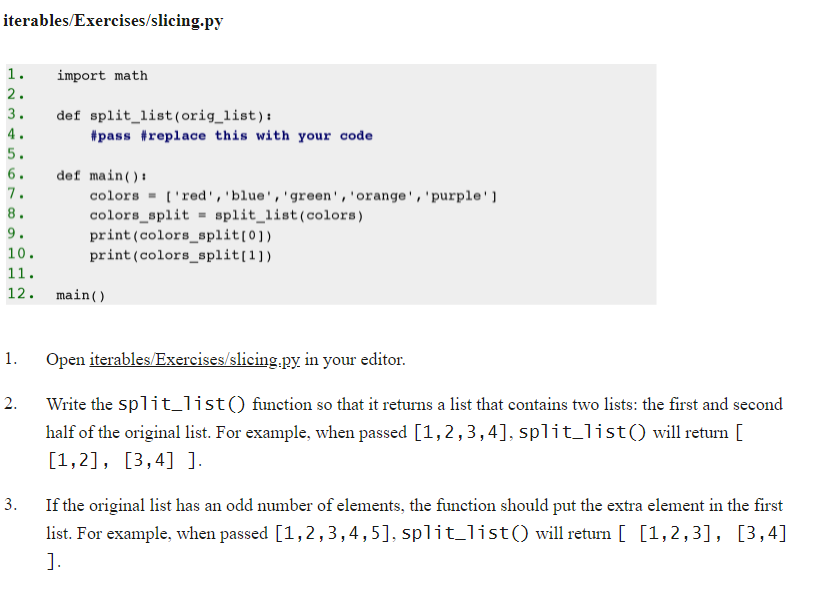 iterables/Exercises/slicing.py
1. import math
2.
3. def split_list(orig_list):
4. #pass #replace this with your code
5.
6. def main():
7. colors = ['red','blue','green','orange','purple']
8. colors_split = split_list(colors)
9. print(colors_split[0])
10. print(colors_split[1])
11.
12. main()
1. Open iterables/Exercises/slicing.py in your editor.
2. Write the split_list() function so that it returns a list that contains two lists: the first and second
half of the original list. For example, when passed [1,2,3,4], split_list() will return [
[1,2], [3,4] ].
3. If the original list has an odd number of elements, the function should put the extra element in the first
list. For example, when passed [1,2,3,4,5], split_list() will return [ [1,2,3], [3,4]
].